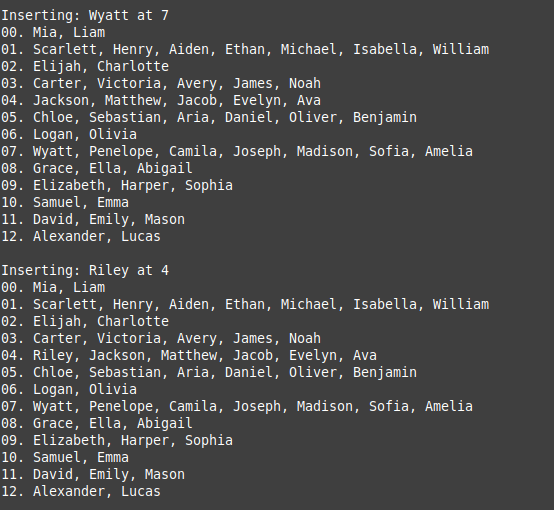 Inserting: Wyatt at 7
00. Mia, Liam
01. Scarlett, Henry, Aiden, Ethan, Michael, Isabella, William
02. Elijah, Charlotte
03. Carter, Victoria, Avery, James, Noah
04. Jackson, Matthew, Jacob, Evelyn, Ava
05. Chloe, Sebastian, Aria, Daniel, Oliver, Benjamin
06. Logan, Olivia
07. Wyatt, Penelope, Camila, Joseph, Madison, Sofia, Amelia
08. Grace, Ella, Abigail
09. Elizabeth, Harper, Sophia
10. Samuel, Emma
11. David, Emily, Mason
12. Alexander, Lucas
Inserting: Riley at 4
00. Mia, Liam
01. Scarlett, Henry, Aiden, Ethan, Michael, Isabella, William
02. Elijah, Charlotte
03. Carter, Victoria, Avery, James, Noah
04. Riley, Jackson, Matthew, Jacob, Evelyn, Ava
05. Chloe, Sebastian, Aria, Daniel, Oliver, Benjamin
06. Logan, Olivia
07. Wyatt, Penelope, Camila, Joseph, Madison, Sofia, Amelia
08. Grace, Ella, Abigail
09. Elizabeth, Harper, Sophia
10. Samuel, Emma
11. David, Emily, Mason
12. Alexander, Lucas